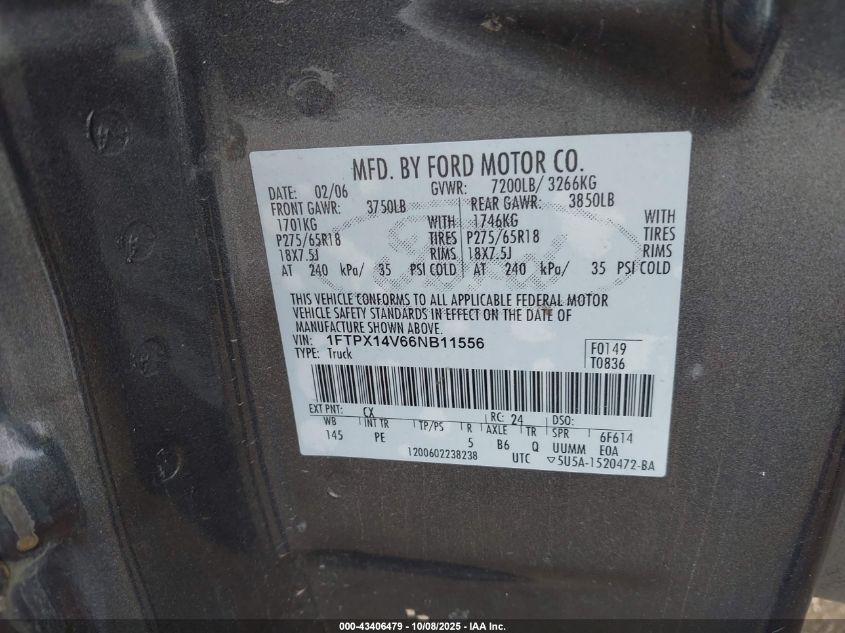 MFD. BY FORD MOTOR CO.
DATE: 02/06 GVWR: 7200LB/ 3266KG
FRONT GAWR: 3750LB REAR GAWR: 3850LB
1701KG WITH 1746KG WITH
P275/65R18 TIRES P275/65R18 TIRES
18X7.5J RIMS 18X7.5J RIMS
AT 240 kPa/ 35 PSI COLD AT 240 kPa/ 35 PSI COLD
THIS VEHICLE CONFORMS TO ALL APPLICABLE FEDERAL MOTOR
VEHICLE SAFETY STANDARDS IN EFFECT ON THE DATE OF
MANUFACTURE SHOWN ABOVE.
VIN: 1FTPX14V66NB11556 F0149
TYPE: Truck T0836
EXT PNT: CX RC: 24 DSO:
WB INT TR TP/PS R AXLE TR SPR 6F614
145 PE 5 B6 Q UUMM EOA
1200602238238 UTC ▽5U5A-1520472-BA
Ford
000-43406479 | 10/08/2025 | IAA Inc.